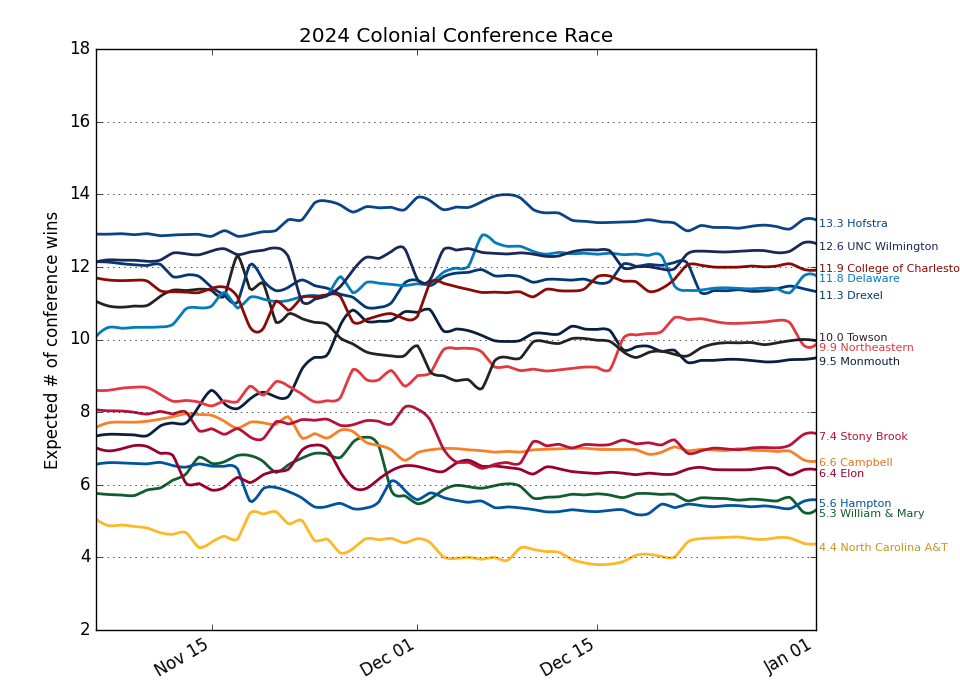 2024 Colonial Conference Race
Expected # of conference wins
18
16
14
12
10
8
6
4
2
Nov 15
Dec 01
Dec 15
Jan 01
13.3 Hofstra
12.6 UNC Wilmington
11.9 College of Charlesto
11.8 Delaware
11.3 Drexel
10.0 Towson
9.9 Northeastern
9.5 Monmouth
7.4 Stony Brook
6.6 Campbell
6.4 Elon
5.6 Hampton
5.3 William & Mary
4.4 North Carolina A&T